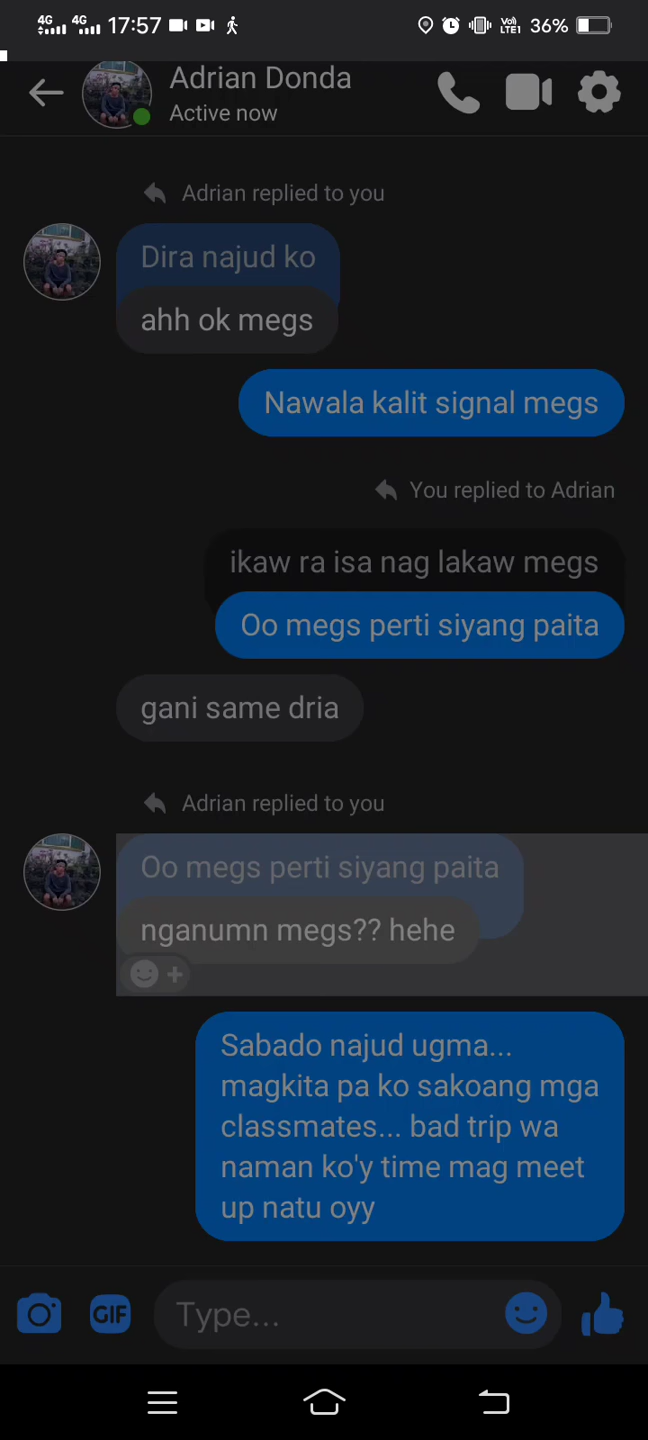 4G 4G 17:57 Vo) LTE1 36%
Adrian Donda
Active now
Adrian replied to you
Dira najud ko
ahh ok megs
Nawala kalit signal megs
You replied to Adrian
ikaw ra isa nag lakaw megs
Oo megs perti siyang paita
gani same dria
Adrian replied to you
Oo megs perti siyang paita
nganumn megs?? hehe
Sabado najud ugma...
magkita pa ko sakoang mga
classmates... bad trip wa
naman ko'y time mag meet
up natu oyy
GIF Type...